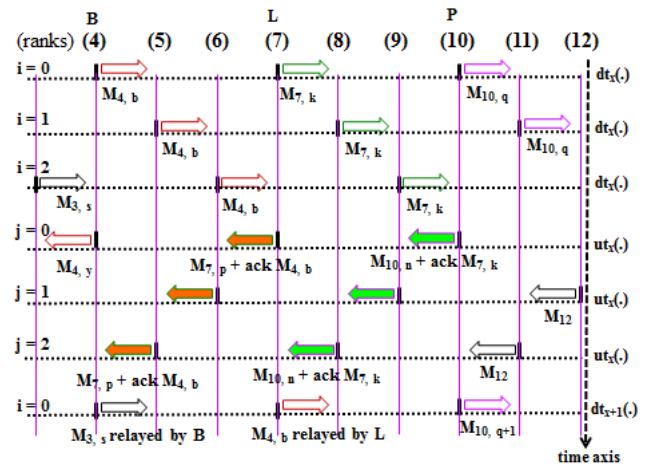 B L P
(ranks) (4) (5) (6) (7) (8) (9) (10) (11) (12)
i = 0 dtx(.)
M4, b M7, k M10, q
i = 1 dtx(.)
M4, b M7, k M10, q
i = 2 dtx(.)
M3, s M4, b M7, k
j = 0 utx(.)
M4, y M7, p + ack M4, b M10, n + ack M7, k
j = 1 utx(.)
M12
j = 2 utx(.)
M7, p + ack M4, b M10, n + ack M7, k M12
i = 0 dtx+1(.)
M3, s relayed by B M4, b relayed by L M10, q+1
time axis